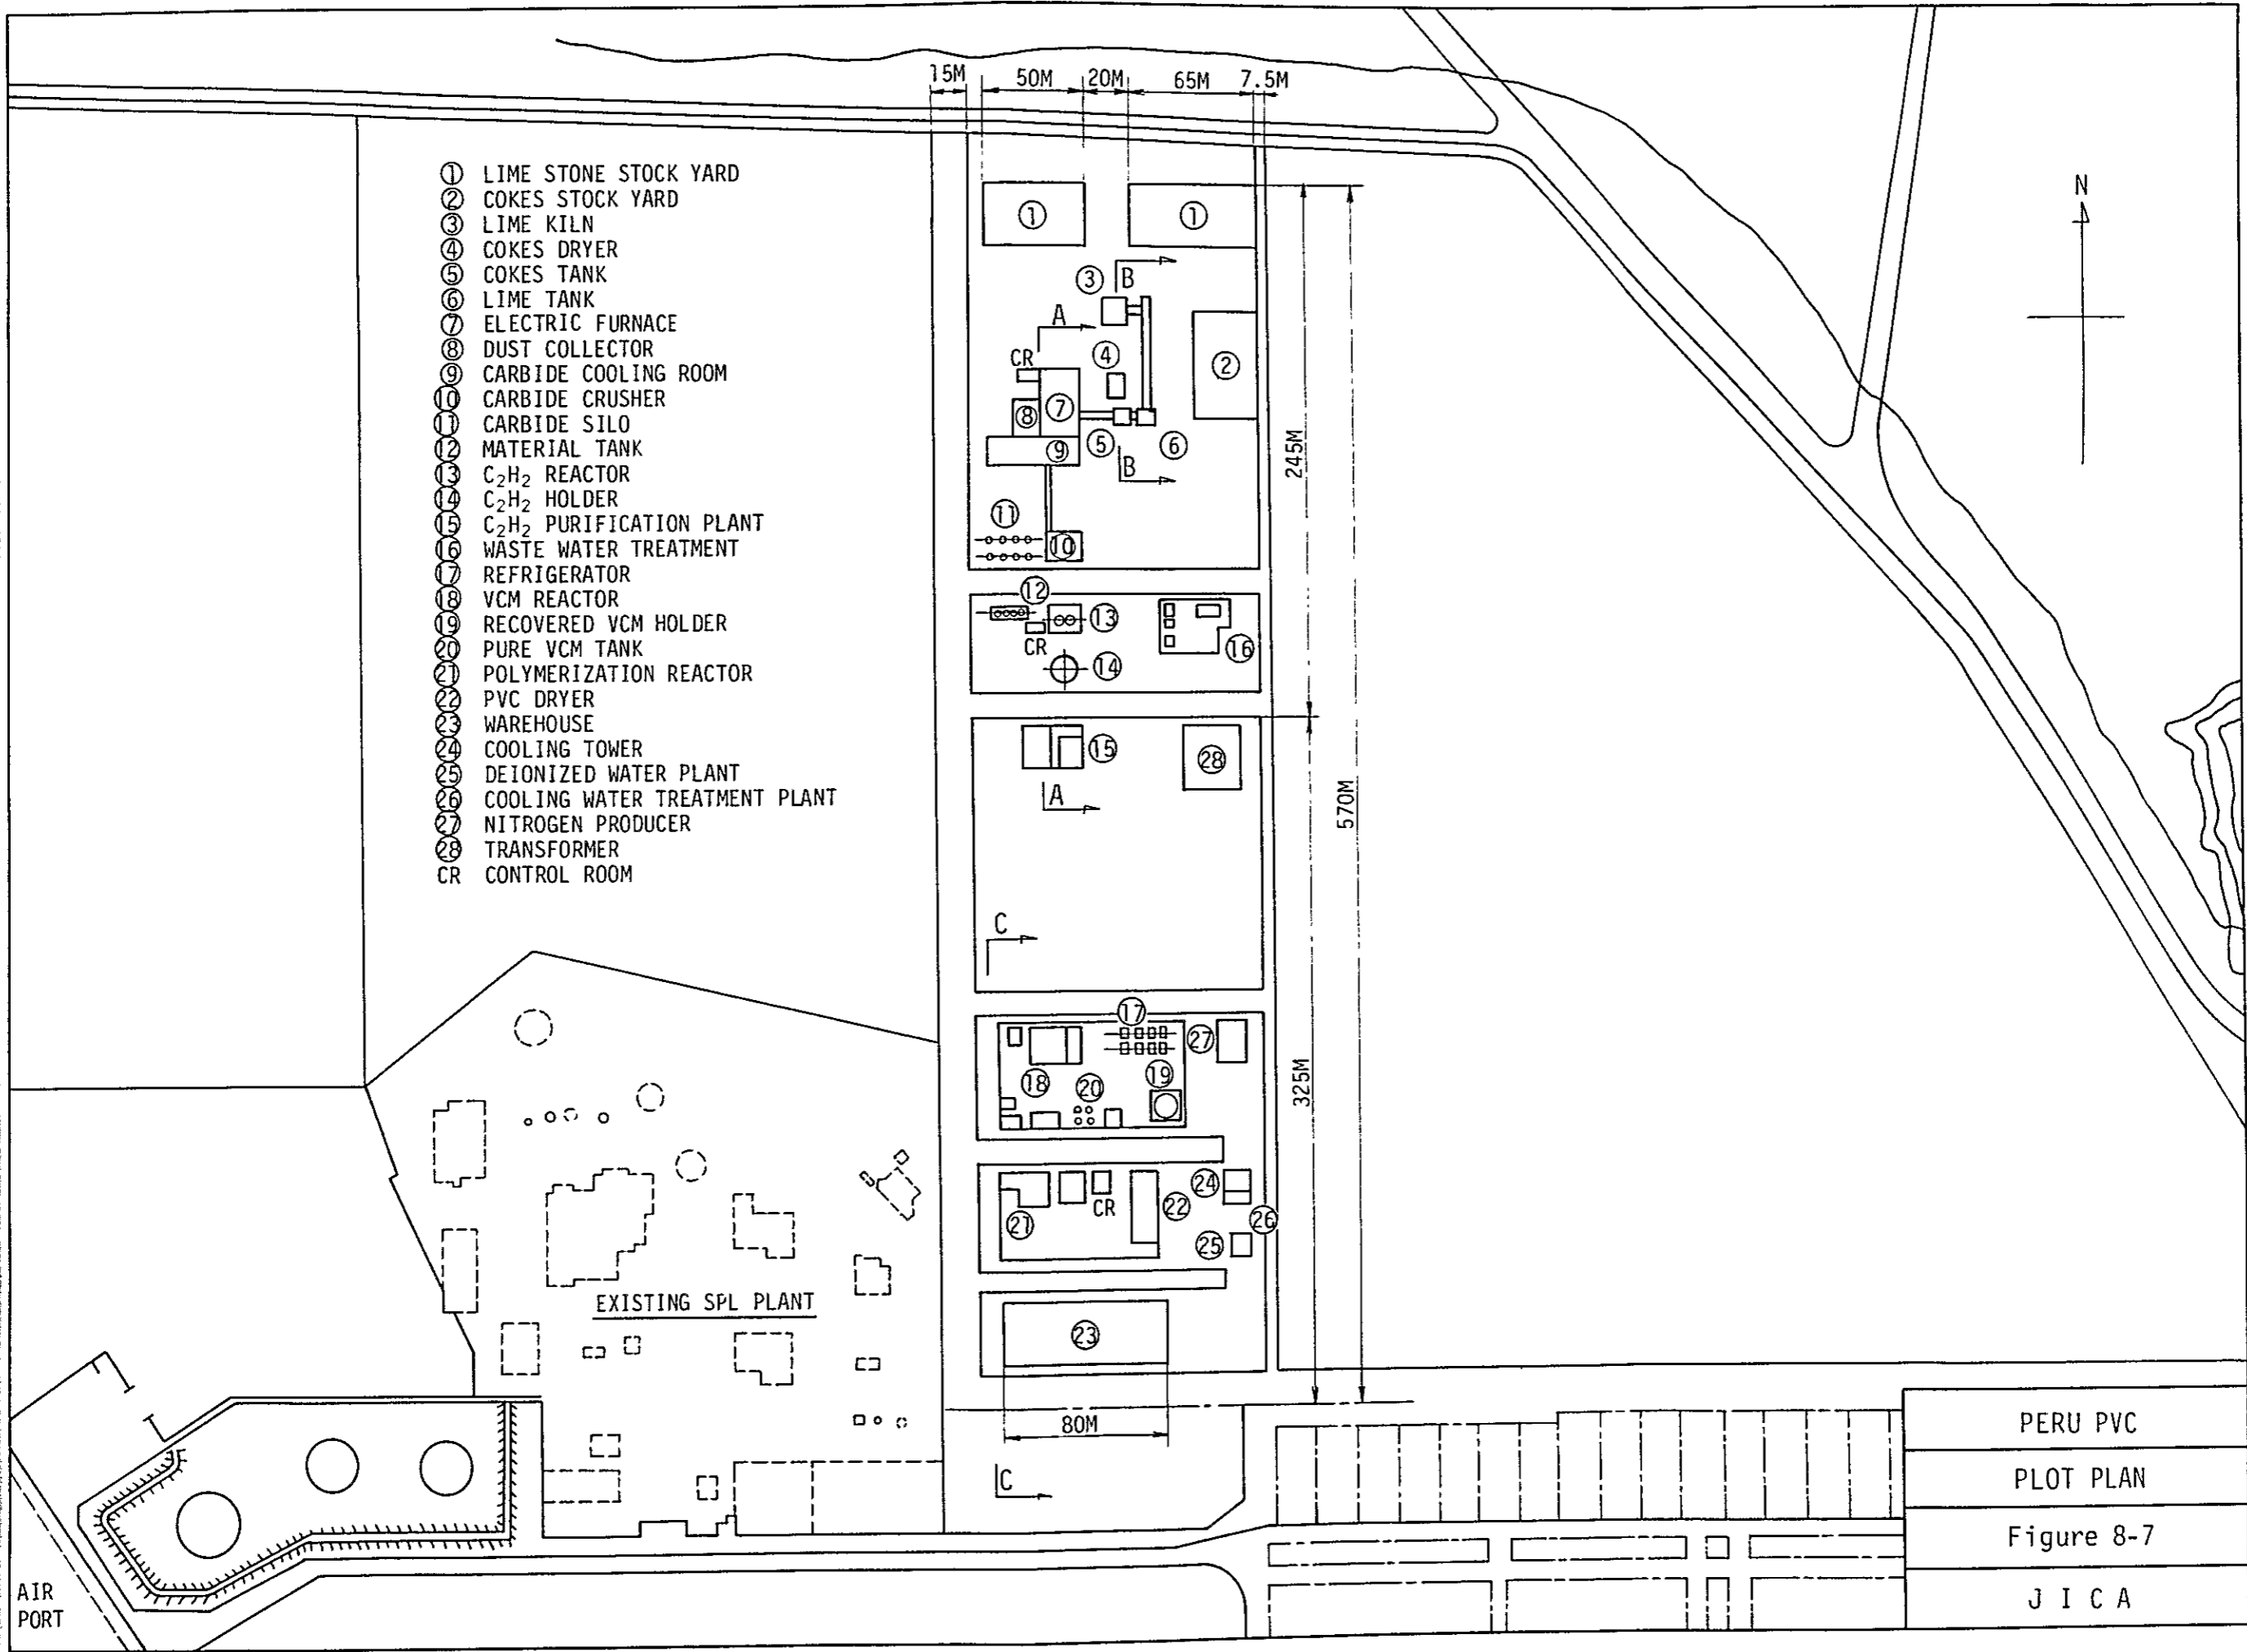 15M 50M 20M 65M 7.5M
① LIME STONE STOCK YARD
② COKES STOCK YARD
③ LIME KILN
④ COKES DRYER
⑤ COKES TANK
⑥ LIME TANK
⑦ ELECTRIC FURNACE
⑧ DUST COLLECTOR
⑨ CARBIDE COOLING ROOM
⑩ CARBIDE CRUSHER
⑪ CARBIDE SILO
⑫ MATERIAL TANK
⑬ C₂H₂ REACTOR
⑭ C₂H₂ HOLDER
⑮ C₂H₂ PURIFICATION PLANT
⑯ WASTE WATER TREATMENT
⑰ REFRIGERATOR
⑱ VCM REACTOR
⑲ RECOVERED VCM HOLDER
⑳ PURE VCM TANK
㉑ POLYMERIZATION REACTOR
㉒ PVC DRYER
㉓ WAREHOUSE
㉔ COOLING TOWER
㉕ DEIONIZED WATER PLANT
㉖ COOLING WATER TREATMENT PLANT
㉗ NITROGEN PRODUCER
㉘ TRANSFORMER
CR CONTROL ROOM
N
① ①
③ B
A
CR ④ ②
⑧ ⑦
⑨ ⑤ ⑥
B
245M
⑪
⑩
⑫
⑬
CR ⑯
⑭
⑮ ㉘
A
570M
C
⑰
㉗
⑱ ⑳ ⑲
325M
㉔
㉑ CR ㉒ ㉖
㉕
EXISTING SPL PLANT
㉓
80M
C
AIR
PORT
PERU PVC
PLOT PLAN
Figure 8-7
J I C A